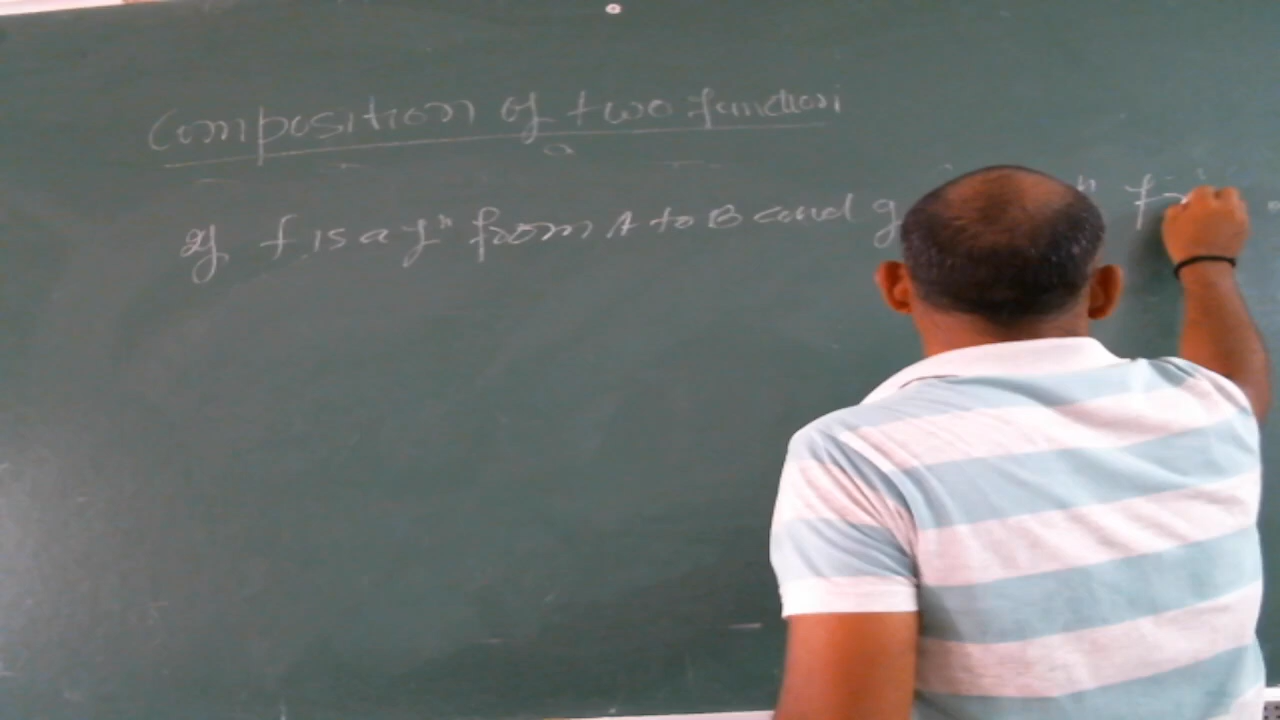 Composition of two function
If f is a fⁿ from A to B and g